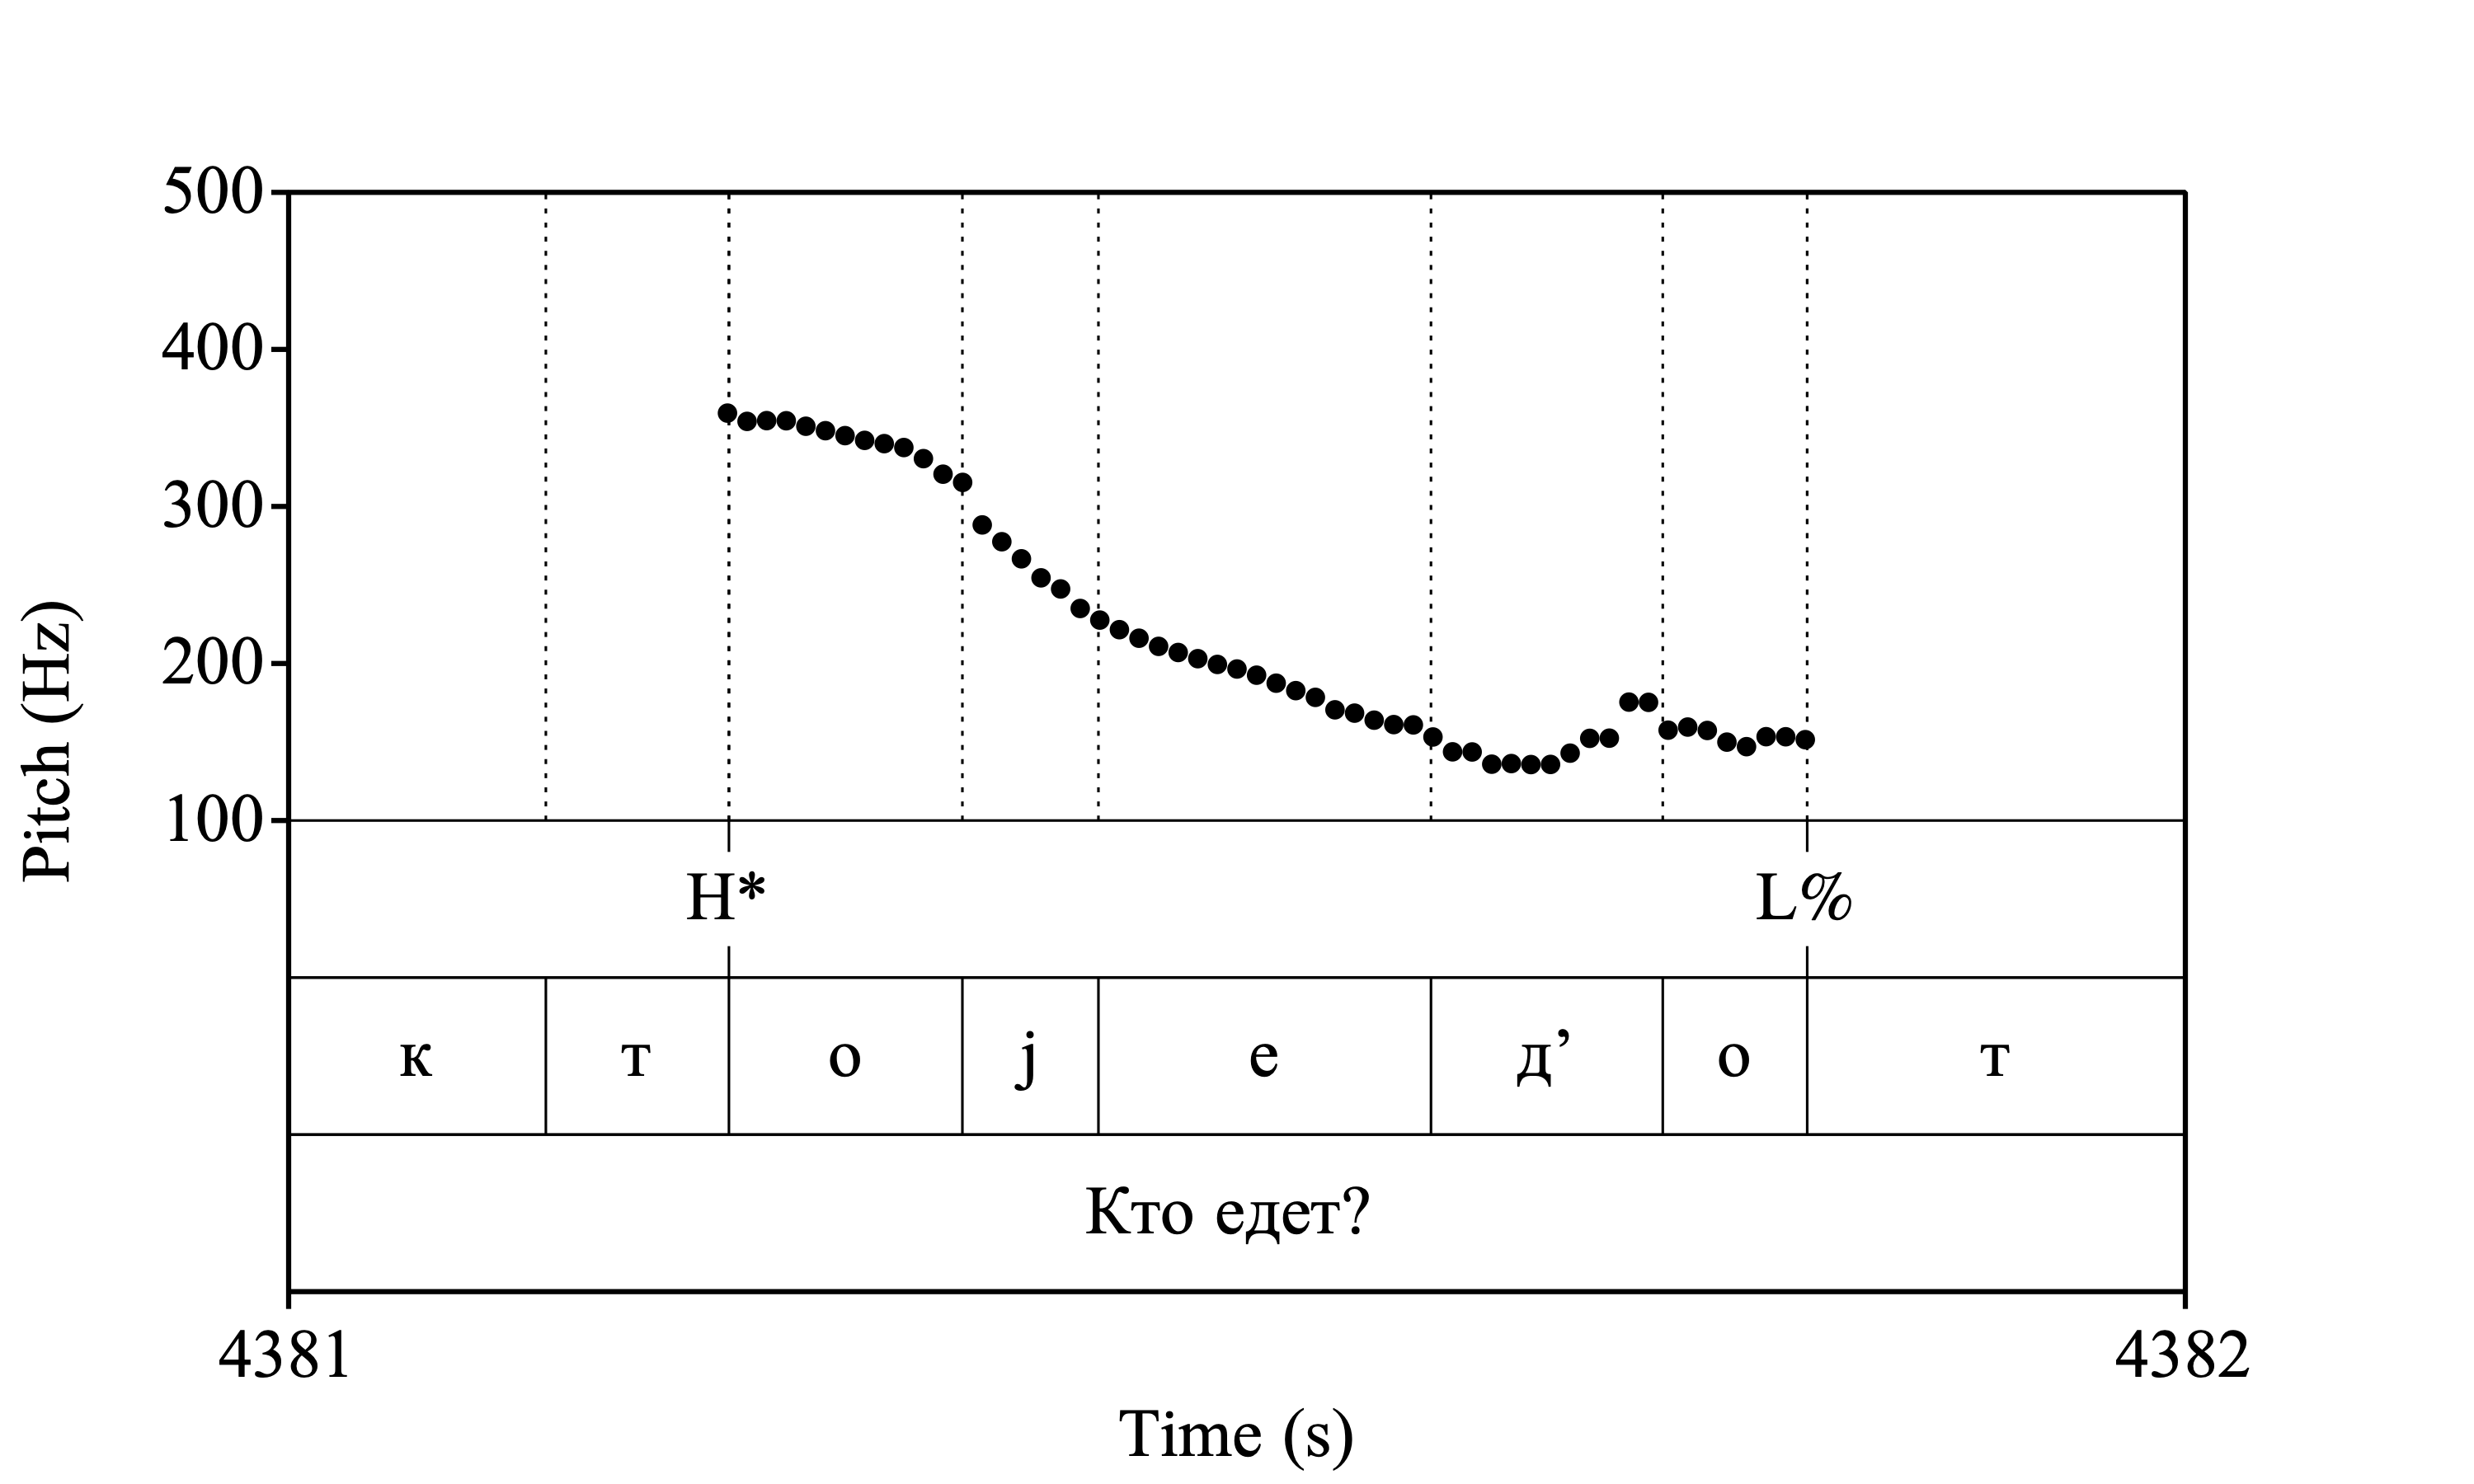 500
400
300
200
100
Pitch (Hz)
H* L%
к т о j е д’ о т
Кто едет?
4381 4382
Time (s)